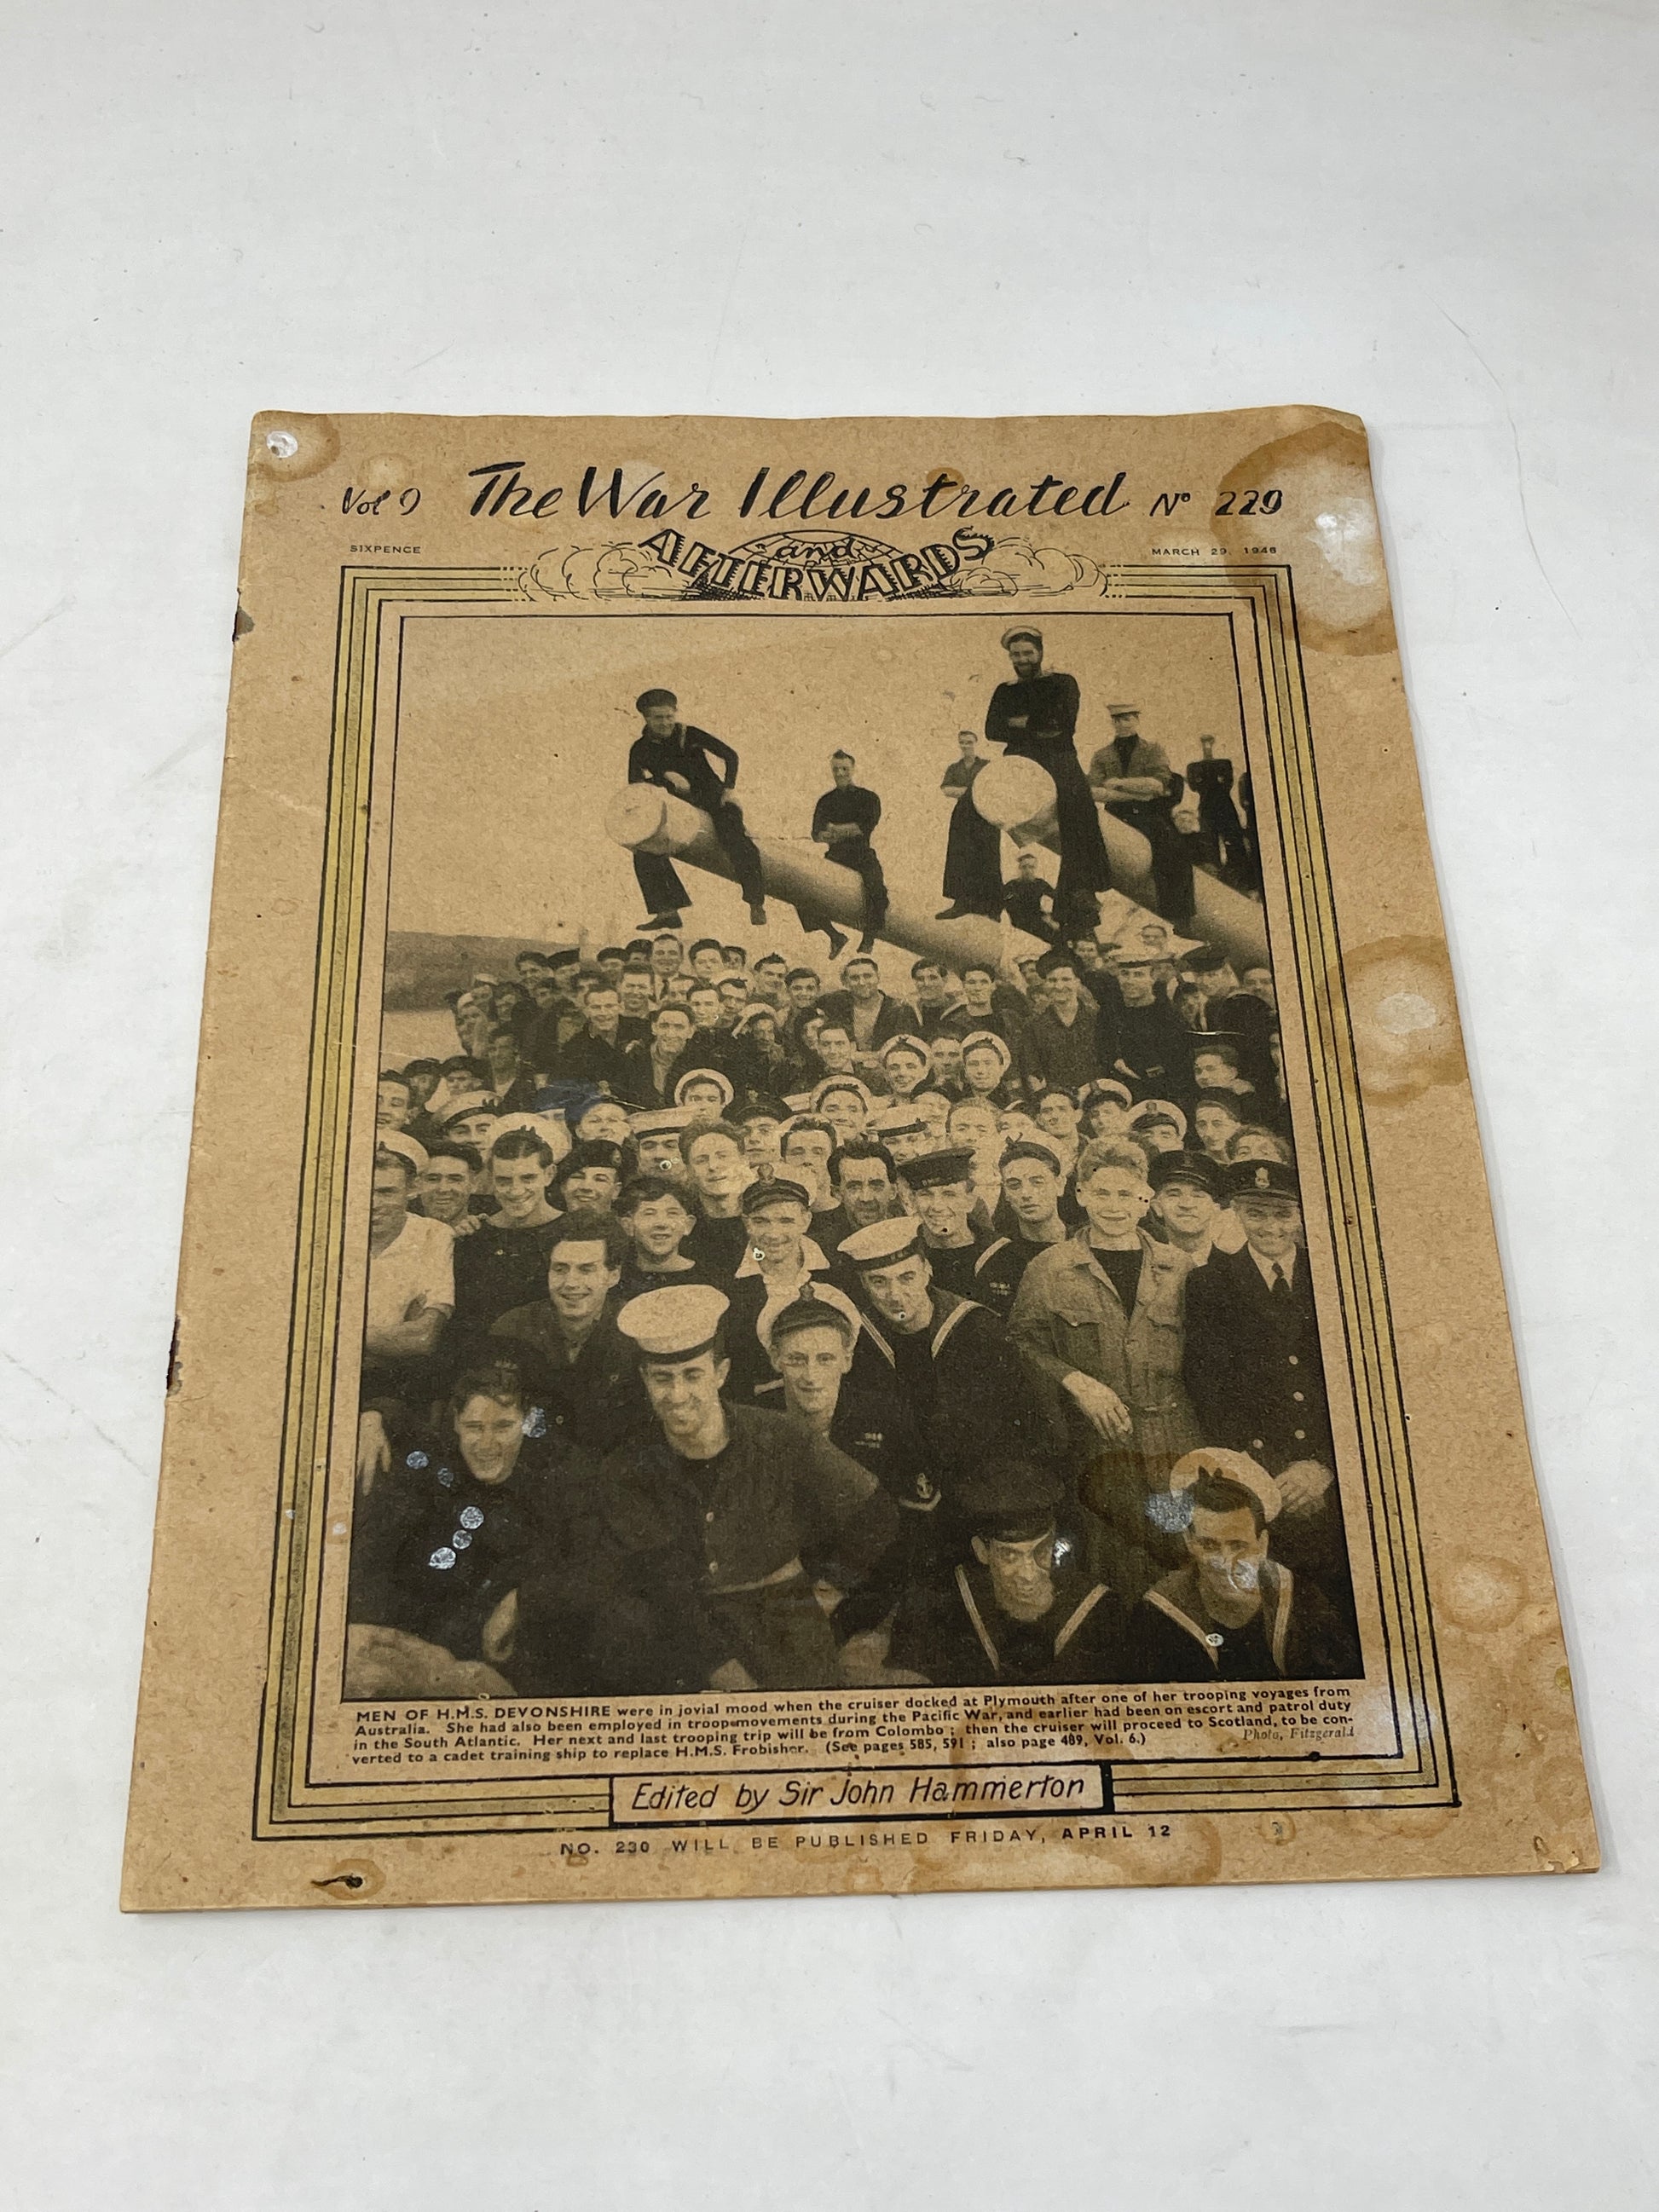 Vol 9 The War Illustrated No 229
SIXPENCE and MARCH 29, 1946
AFTERWARDS
MEN OF H.M.S. DEVONSHIRE were in jovial mood when the cruiser docked at Plymouth after one of her trooping voyages from
Australia. She had also been employed in troop-movements during the Pacific War, and earlier had been on escort and patrol duty
in the South Atlantic. Her next and last trooping trip will be from Colombo ; then the cruiser will proceed to Scotland, to be con-
verted to a cadet training ship to replace H.M.S. Frobisher. (See pages 585, 591 ; also page 489, Vol. 6.) Photo, Fitzgerald
Edited by Sir John Hammerton
NO. 230 WILL BE PUBLISHED FRIDAY, APRIL 12